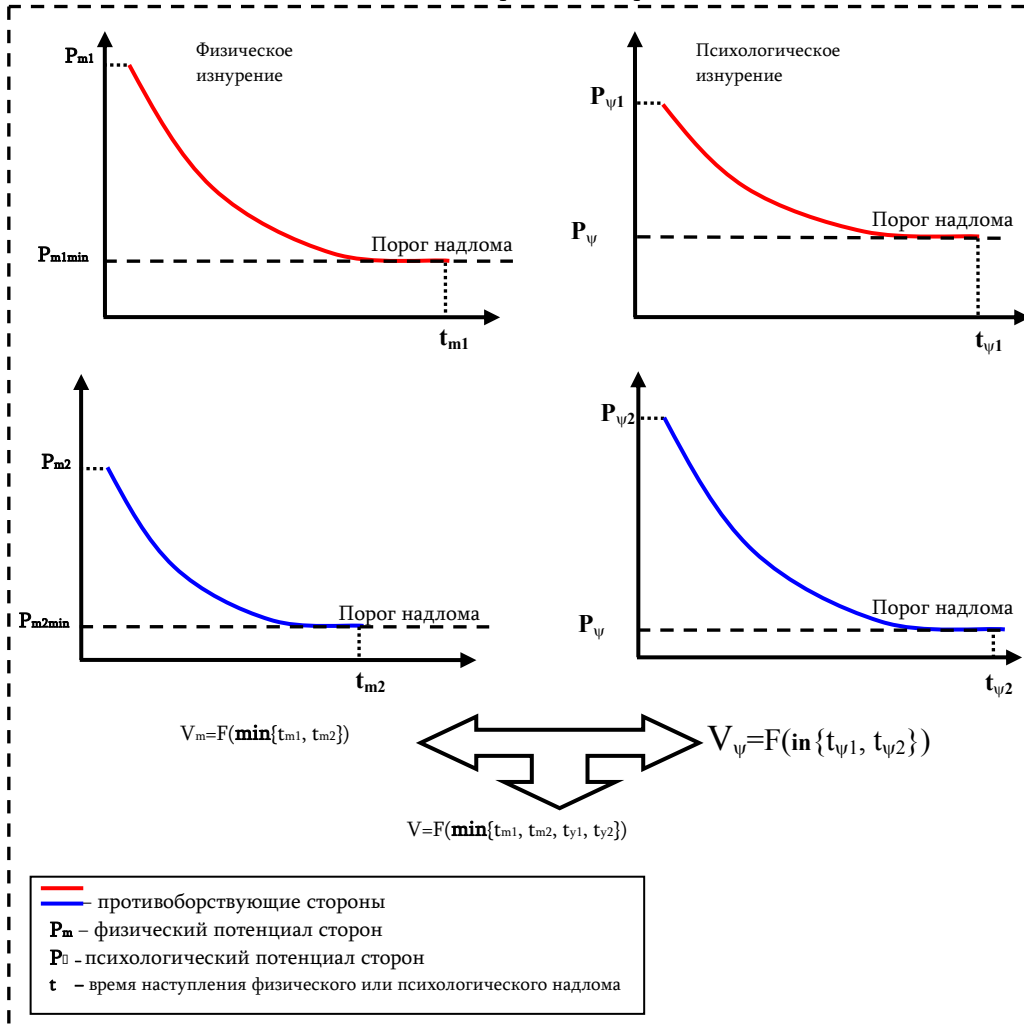 Физическое
изнурение
Pm1
Порог надлома
Pm1min
tm1
Психологическое
изнурение
Pψ1
Порог надлома
Pψ
tψ1
Pm2
Порог надлома
Pm2min
tm2
Pψ2
Порог надлома
Pψ
tψ2
Vm=F(min{tm1, tm2})
Vψ=F(in{tψ1, tψ2})
V=F(min{tm1, tm2, ty1, ty2})
– противоборствующие стороны
Pm – физический потенциал сторон
P▯ - психологический потенциал сторон
t – время наступления физического или психологического надлома